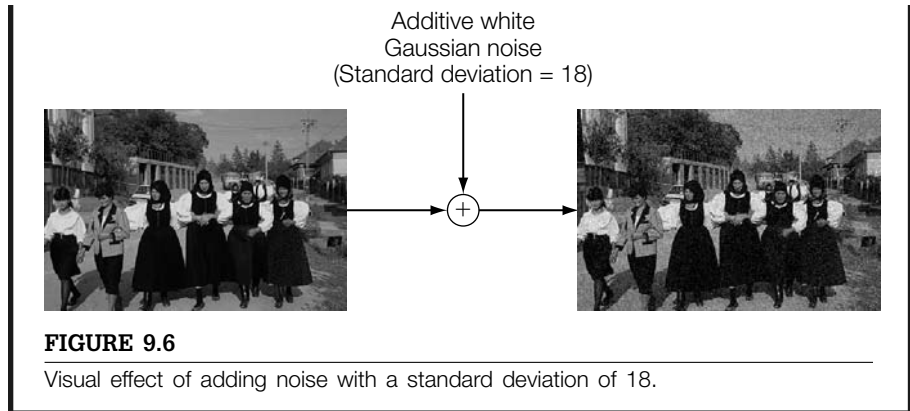 Additive white
Gaussian noise
(Standard deviation = 18)
+
FIGURE 9.6
Visual effect of adding noise with a standard deviation of 18.